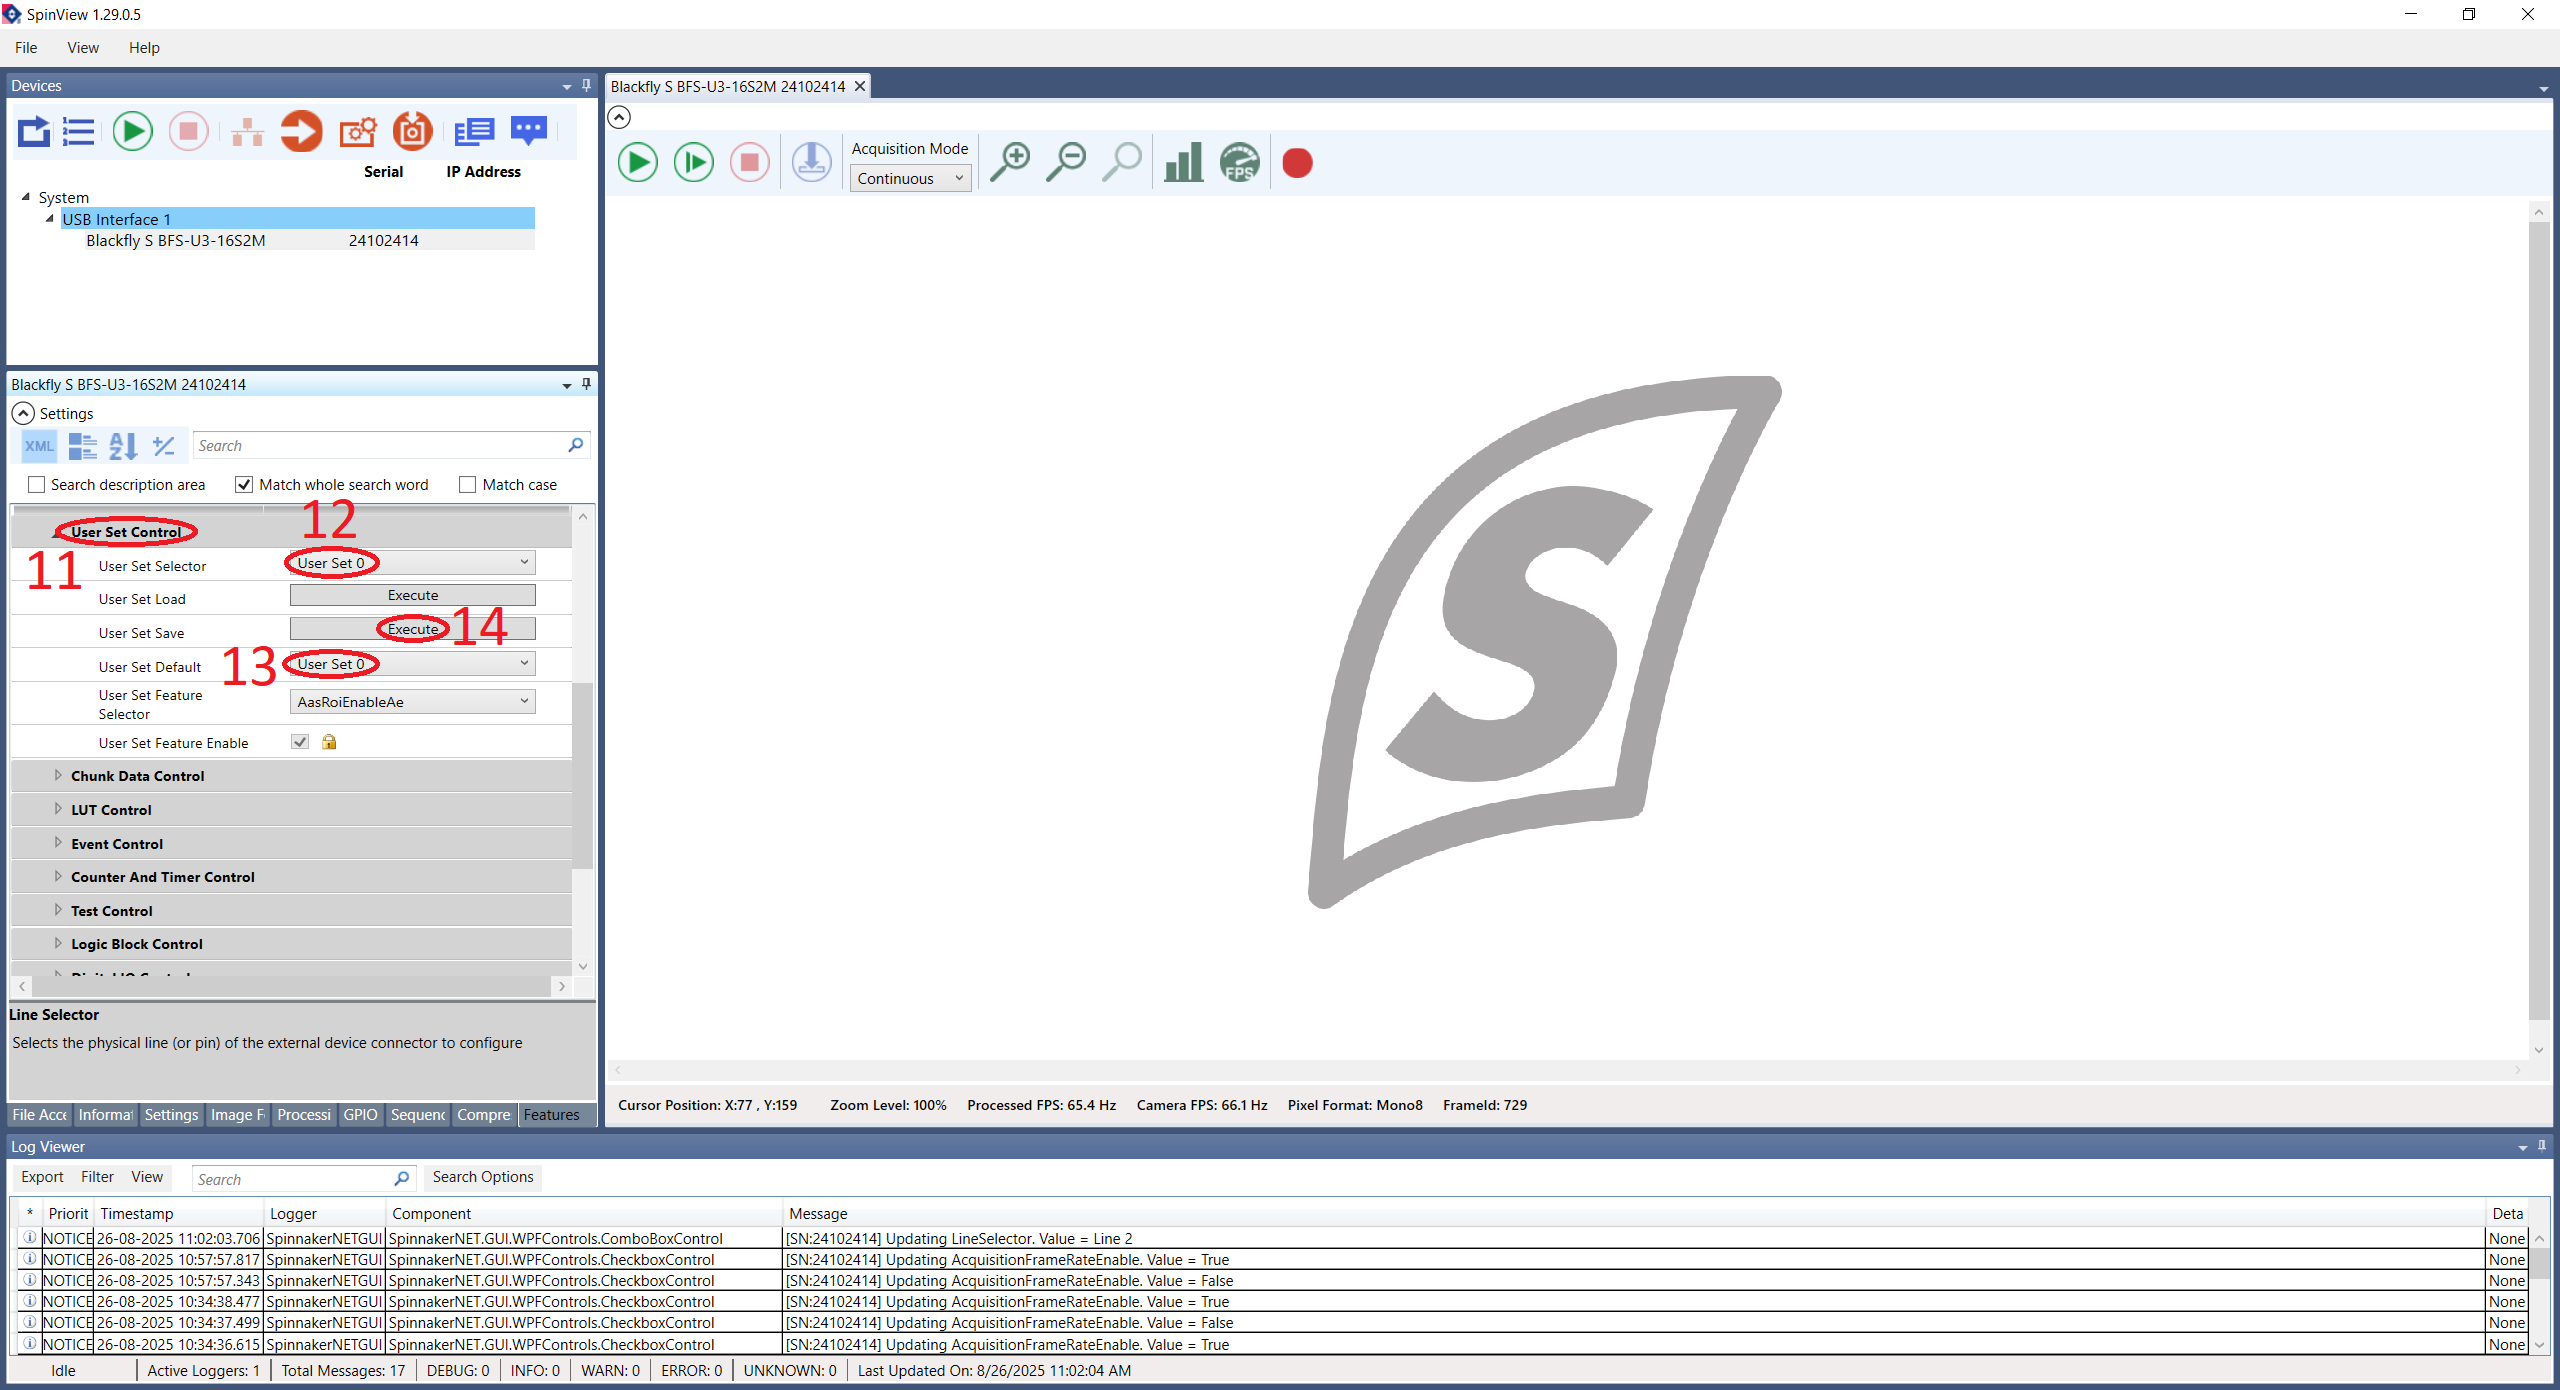 SpinView 1.29.0.5
File View Help
Devices
Serial IP Address
System
USB Interface 1
Blackfly S BFS-U3-16S2M 24102414
Blackfly S BFS-U3-16S2M 24102414
Settings
XML Search
Search description area Match whole search word Match case
User Set Control
11
12
User Set Selector User Set 0
User Set Load Execute
User Set Save Execute 14
User Set Default 13 User Set 0
User Set Feature Selector AasRoiEnableAe
User Set Feature Enable
Chunk Data Control
LUT Control
Event Control
Counter And Timer Control
Test Control
Logic Block Control
Line Selector
Selects the physical line (or pin) of the external device connector to configure
File Acce Informat Settings Image F Processi GPIO Sequenc Compre Features
Blackfly S BFS-U3-16S2M 24102414
Acquisition Mode
Continuous
FPS
S
Cursor Position: X:77 , Y:159 Zoom Level: 100% Processed FPS: 65.4 Hz Camera FPS: 66.1 Hz Pixel Format: Mono8 FrameId: 729
Log Viewer
Export Filter View Search Search Options
* Priorit Timestamp Logger Component Message Deta
NOTICE 26-08-2025 11:02:03.706 SpinnakerNETGUI SpinnakerNET.GUI.WPFControls.ComboBoxControl [SN:24102414] Updating LineSelector. Value = Line 2 None
NOTICE 26-08-2025 10:57:57.817 SpinnakerNETGUI SpinnakerNET.GUI.WPFControls.CheckboxControl [SN:24102414] Updating AcquisitionFrameRateEnable. Value = True None
NOTICE 26-08-2025 10:57:57.343 SpinnakerNETGUI SpinnakerNET.GUI.WPFControls.CheckboxControl [SN:24102414] Updating AcquisitionFrameRateEnable. Value = False None
NOTICE 26-08-2025 10:34:38.477 SpinnakerNETGUI SpinnakerNET.GUI.WPFControls.CheckboxControl [SN:24102414] Updating AcquisitionFrameRateEnable. Value = True None
NOTICE 26-08-2025 10:34:37.499 SpinnakerNETGUI SpinnakerNET.GUI.WPFControls.CheckboxControl [SN:24102414] Updating AcquisitionFrameRateEnable. Value = False None
NOTICE 26-08-2025 10:34:36.615 SpinnakerNETGUI SpinnakerNET.GUI.WPFControls.CheckboxControl [SN:24102414] Updating AcquisitionFrameRateEnable. Value = True None
Idle Active Loggers: 1 Total Messages: 17 DEBUG: 0 INFO: 0 WARN: 0 ERROR: 0 UNKNOWN: 0 Last Updated On: 8/26/2025 11:02:04 AM